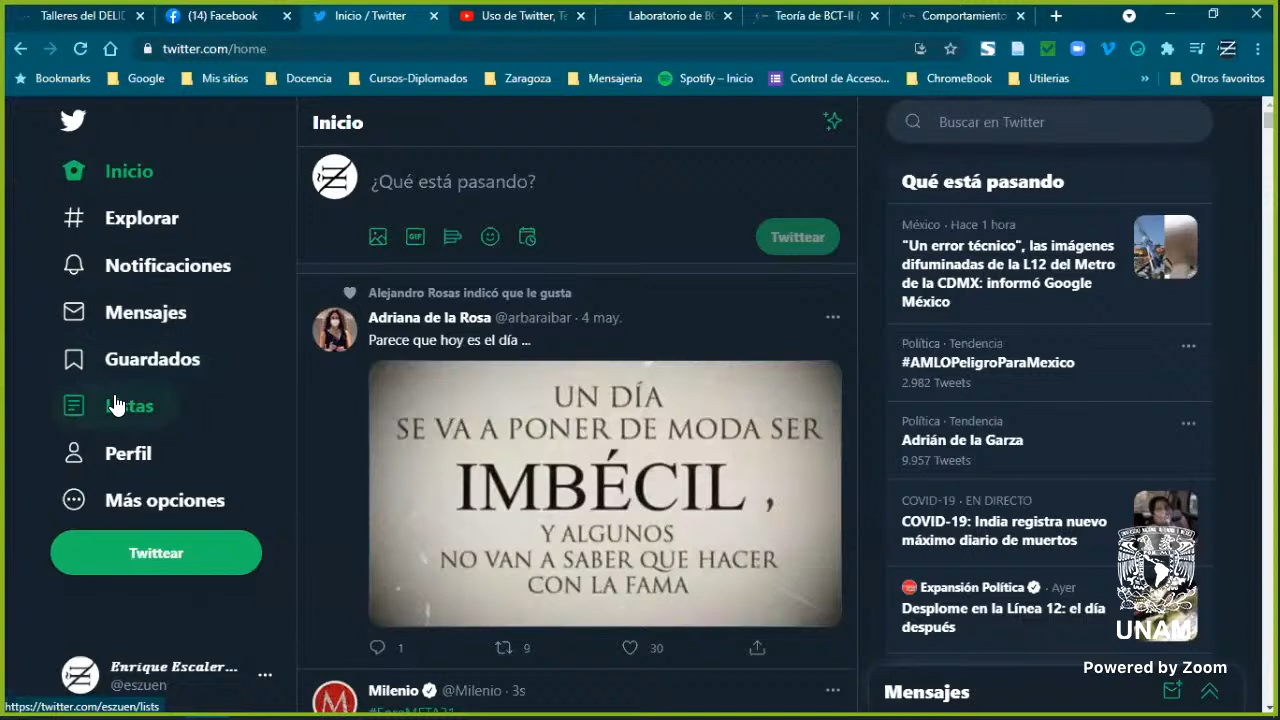 Talleres del DELI
(14) Facebook
Inicio / Twitter
Uso de Twitter, Te
Laboratorio de BC
Teoría de BCT-II (
Comportamiento
twitter.com/home
Bookmarks
Google
Mis sitios
Docencia
Cursos-Diplomados
Zaragoza
Mensajeria
Spotify – Inicio
Control de Acceso...
ChromeBook
Utilerias
Otros favoritos
Inicio
Explorar
Notificaciones
Mensajes
Guardados
Listas
Perfil
Más opciones
Twittear
Enrique Escaler...
@eszuen
https://twitter.com/eszuen/lists
Inicio
¿Qué está pasando?
GIF
Twittear
Alejandro Rosas indicó que le gusta
Adriana de la Rosa @arbaraibar · 4 may.
Parece que hoy es el día ...
UN DÍA
SE VA A PONER DE MODA SER
IMBÉCIL ,
Y ALGUNOS
NO VAN A SABER QUE HACER
CON LA FAMA
1 9 30
Milenio @Milenio · 3s
Buscar en Twitter
Qué está pasando
México · Hace 1 hora
"Un error técnico", las imágenes
difuminadas de la L12 del Metro
de la CDMX: informó Google
México
Política · Tendencia
#AMLOPeligroParaMexico
2.982 Tweets
Política · Tendencia
Adrián de la Garza
9.957 Tweets
COVID-19 · EN DIRECTO
COVID-19: India registra nuevo
máximo diario de muertos
Expansión Política · Ayer
Desplome en la Línea 12: el día
después
UNAM
Powered by Zoom
Mensajes